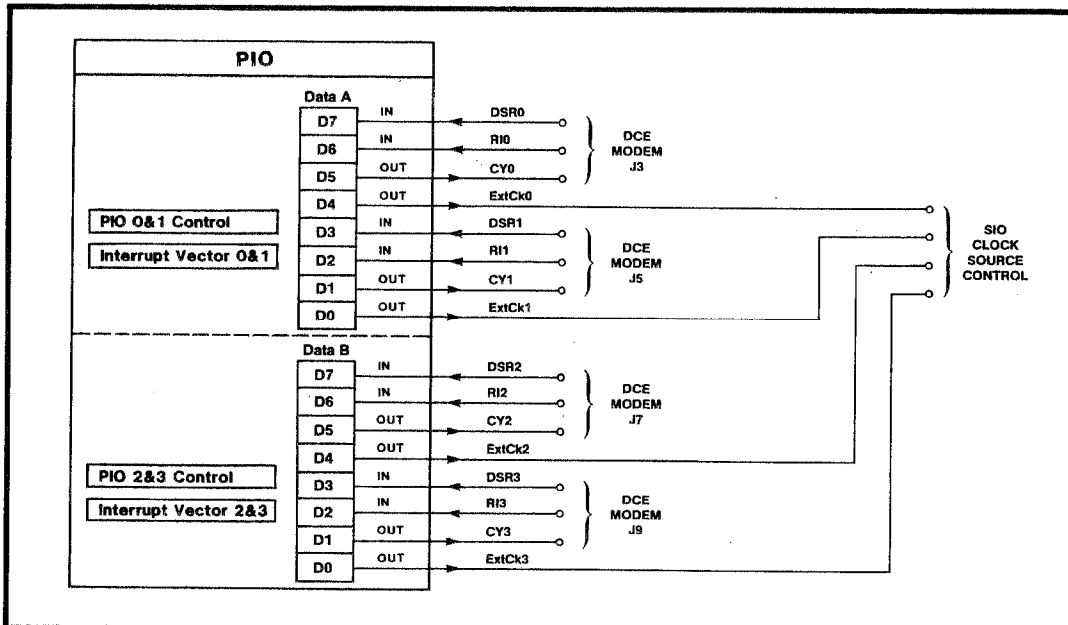 PIO
Data A
D7 IN DSR0
D6 IN RI0
D5 OUT CY0
DCE
MODEM
J3
D4 OUT ExtCk0
PIO 0&1 Control
Interrupt Vector 0&1
D3 IN DSR1
D2 IN RI1
D1 OUT CY1
DCE
MODEM
J5
D0 OUT ExtCk1
SIO
CLOCK
SOURCE
CONTROL
Data B
D7 IN DSR2
D6 IN RI2
D5 OUT CY2
DCE
MODEM
J7
D4 OUT ExtCk2
PIO 2&3 Control
Interrupt Vector 2&3
D3 IN DSR3
D2 IN RI3
D1 OUT CY3
DCE
MODEM
J9
D0 OUT ExtCk3